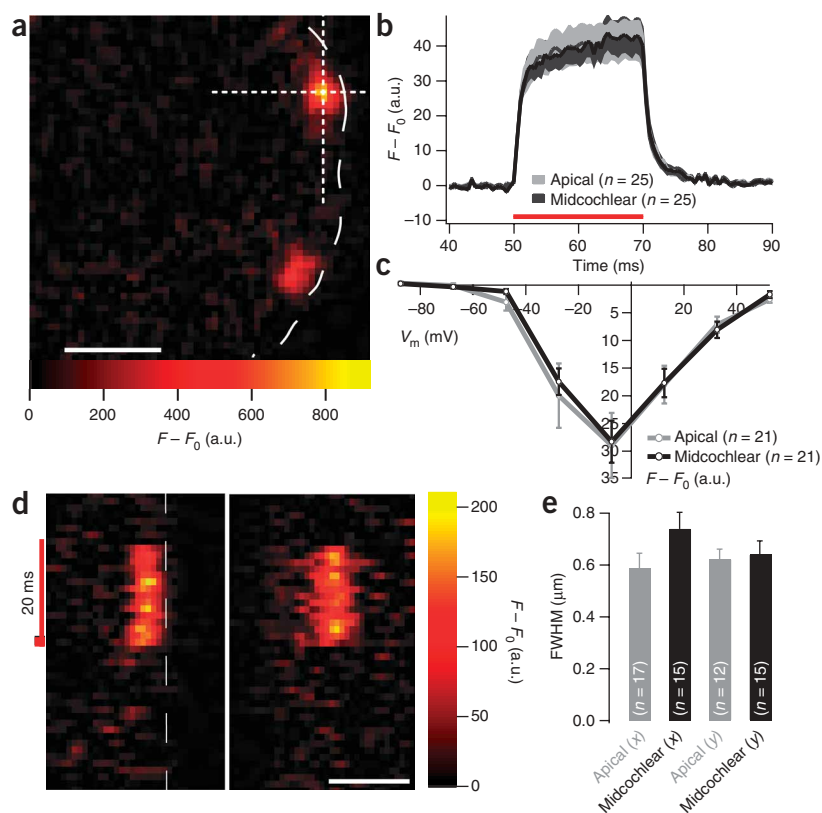 a
0 200 400 600 800
F – F0 (a.u.)
b
F – F0 (a.u.)
40
30
20
10
0
–10
Apical (n = 25)
Midcochlear (n = 25)
40 50 60 70 80 90
Time (ms)
c
–80 –60 –40 –20 20 40
Vm (mV)
5
10
15
20
25
30
35
Apical (n = 21)
Midcochlear (n = 21)
F – F0 (a.u.)
d
20 ms
200
150
100
50
0
F – F0 (a.u.)
e
FWHM (μm)
0.8
0.6
0.4
0.2
0.0
(n = 17)
(n = 15)
(n = 12)
(n = 15)
Apical (x)
Midcochlear (x)
Apical (y)
Midcochlear (y)